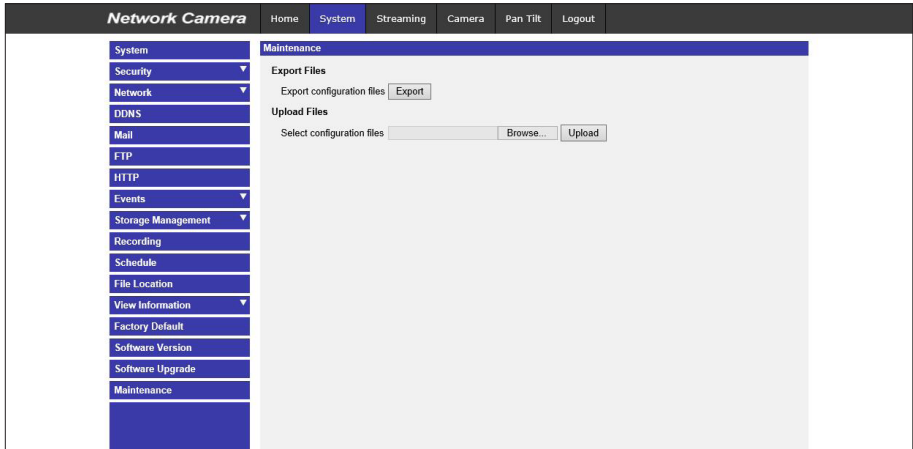 Network Camera
Home System Streaming Camera Pan Tilt Logout
System
Security
Network
DDNS
Mail
FTP
HTTP
Events
Storage Management
Recording
Schedule
File Location
View Information
Factory Default
Software Version
Software Upgrade
Maintenance
Maintenance
Export Files
Export configuration files Export
Upload Files
Select configuration files Browse... Upload